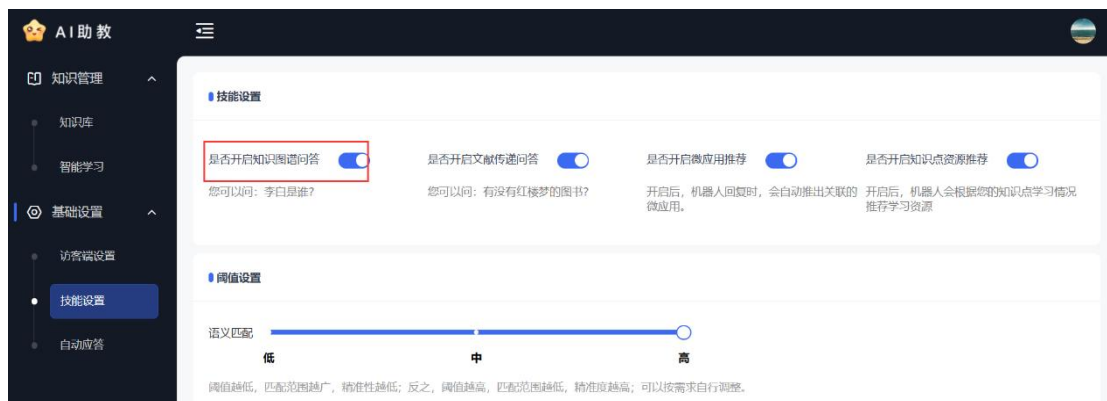 AI助教
知识管理
知识库
智能学习
基础设置
访客端设置
技能设置
自动应答
技能设置
是否开启知识图谱问答
您可以问：李白是谁？
是否开启文献传递问答
您可以问：有没有红楼梦的图书？
是否开启微应用推荐
开启后，机器人回复时，会自动推出关联的
微应用。
是否开启知识点资源推荐
开启后，机器人会根据您的知识点学习情况
推荐学习资源
阈值设置
语义匹配
低 中 高
阈值越低，匹配范围越广，精准性越低；反之，阈值越高，匹配范围越低，精准度越高；可以按需求自行调整。